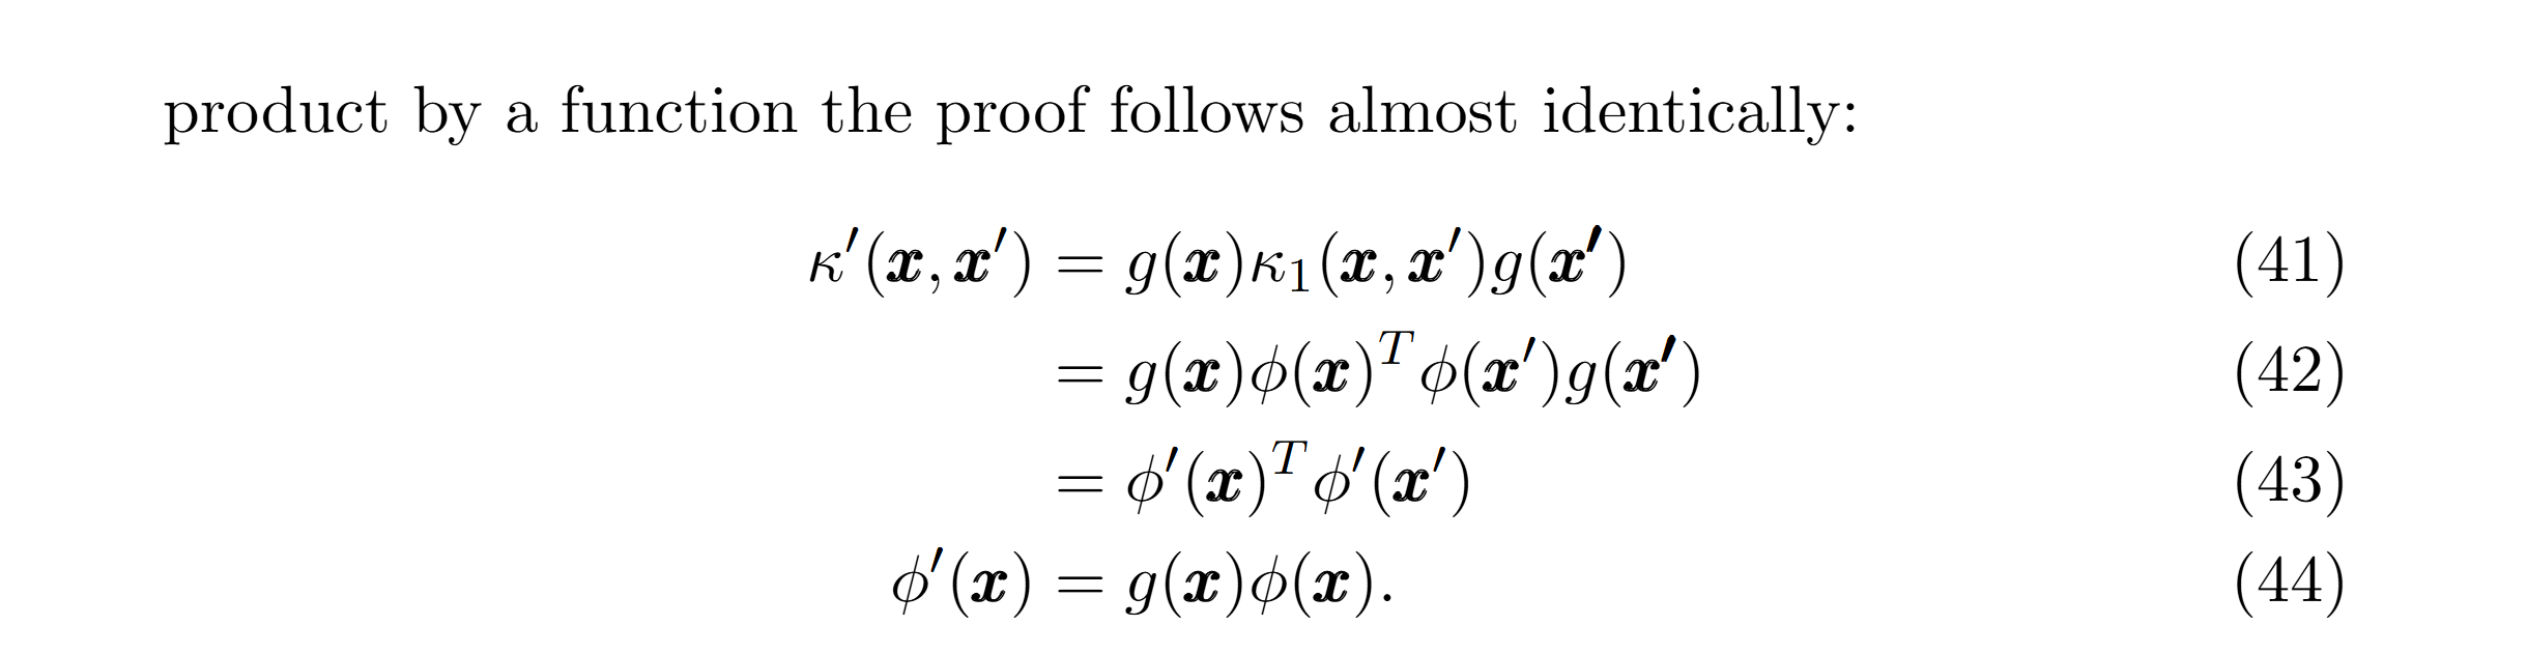 product by a function the proof follows almost identically:
κ′(𝒙, 𝒙′) = g(𝒙)κ₁(𝒙, 𝒙′)g(𝒙′) (41)
= g(𝒙)ϕ(𝒙)ᵀϕ(𝒙′)g(𝒙′) (42)
= ϕ′(𝒙)ᵀϕ′(𝒙′) (43)
ϕ′(𝒙) = g(𝒙)ϕ(𝒙). (44)